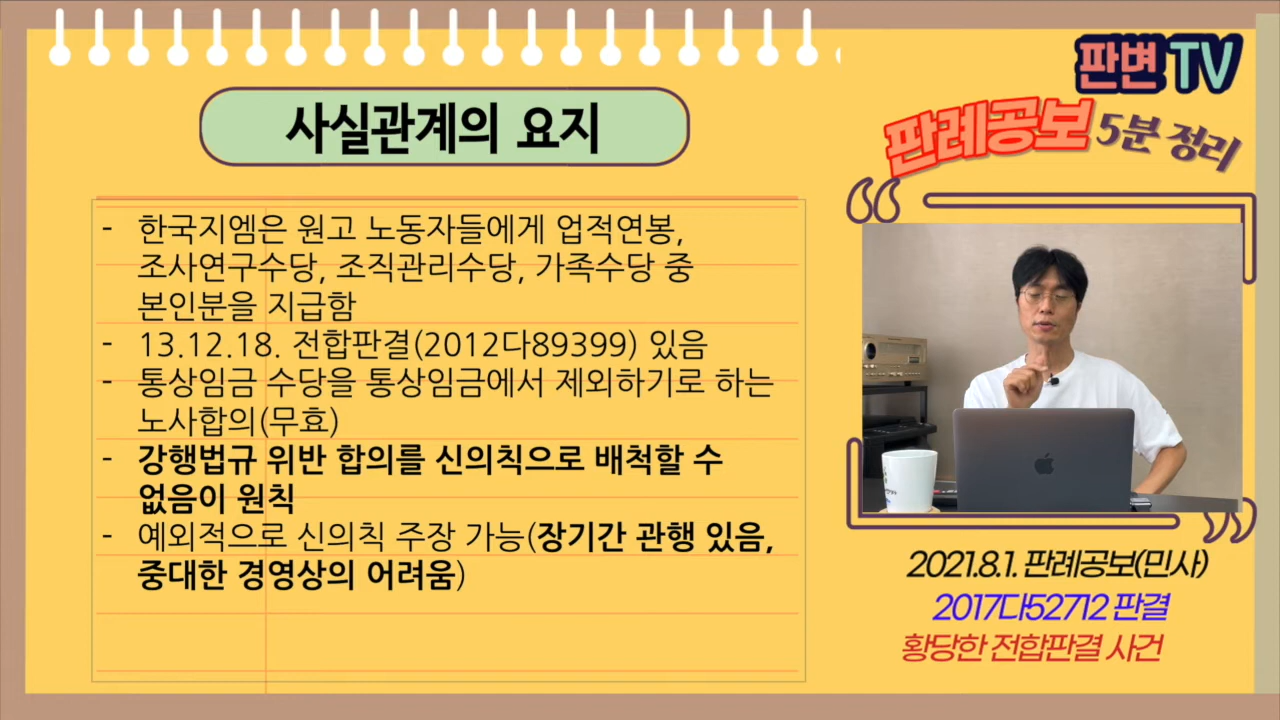 판변 TV
판례공보 5분 정리
사실관계의 요지
- 한국지엠은 원고 노동자들에게 업적연봉,
조사연구수당, 조직관리수당, 가족수당 중
본인분을 지급함
- 13.12.18. 전합판결(2012다89399) 있음
- 통상임금 수당을 통상임금에서 제외하기로 하는
노사합의(무효)
- 강행법규 위반 합의를 신의칙으로 배척할 수
없음이 원칙
- 예외적으로 신의칙 주장 가능(장기간 관행 있음,
중대한 경영상의 어려움)
2021.8.1. 판례공보(민사)
2017다52712 판결
황당한 전합판결 사건